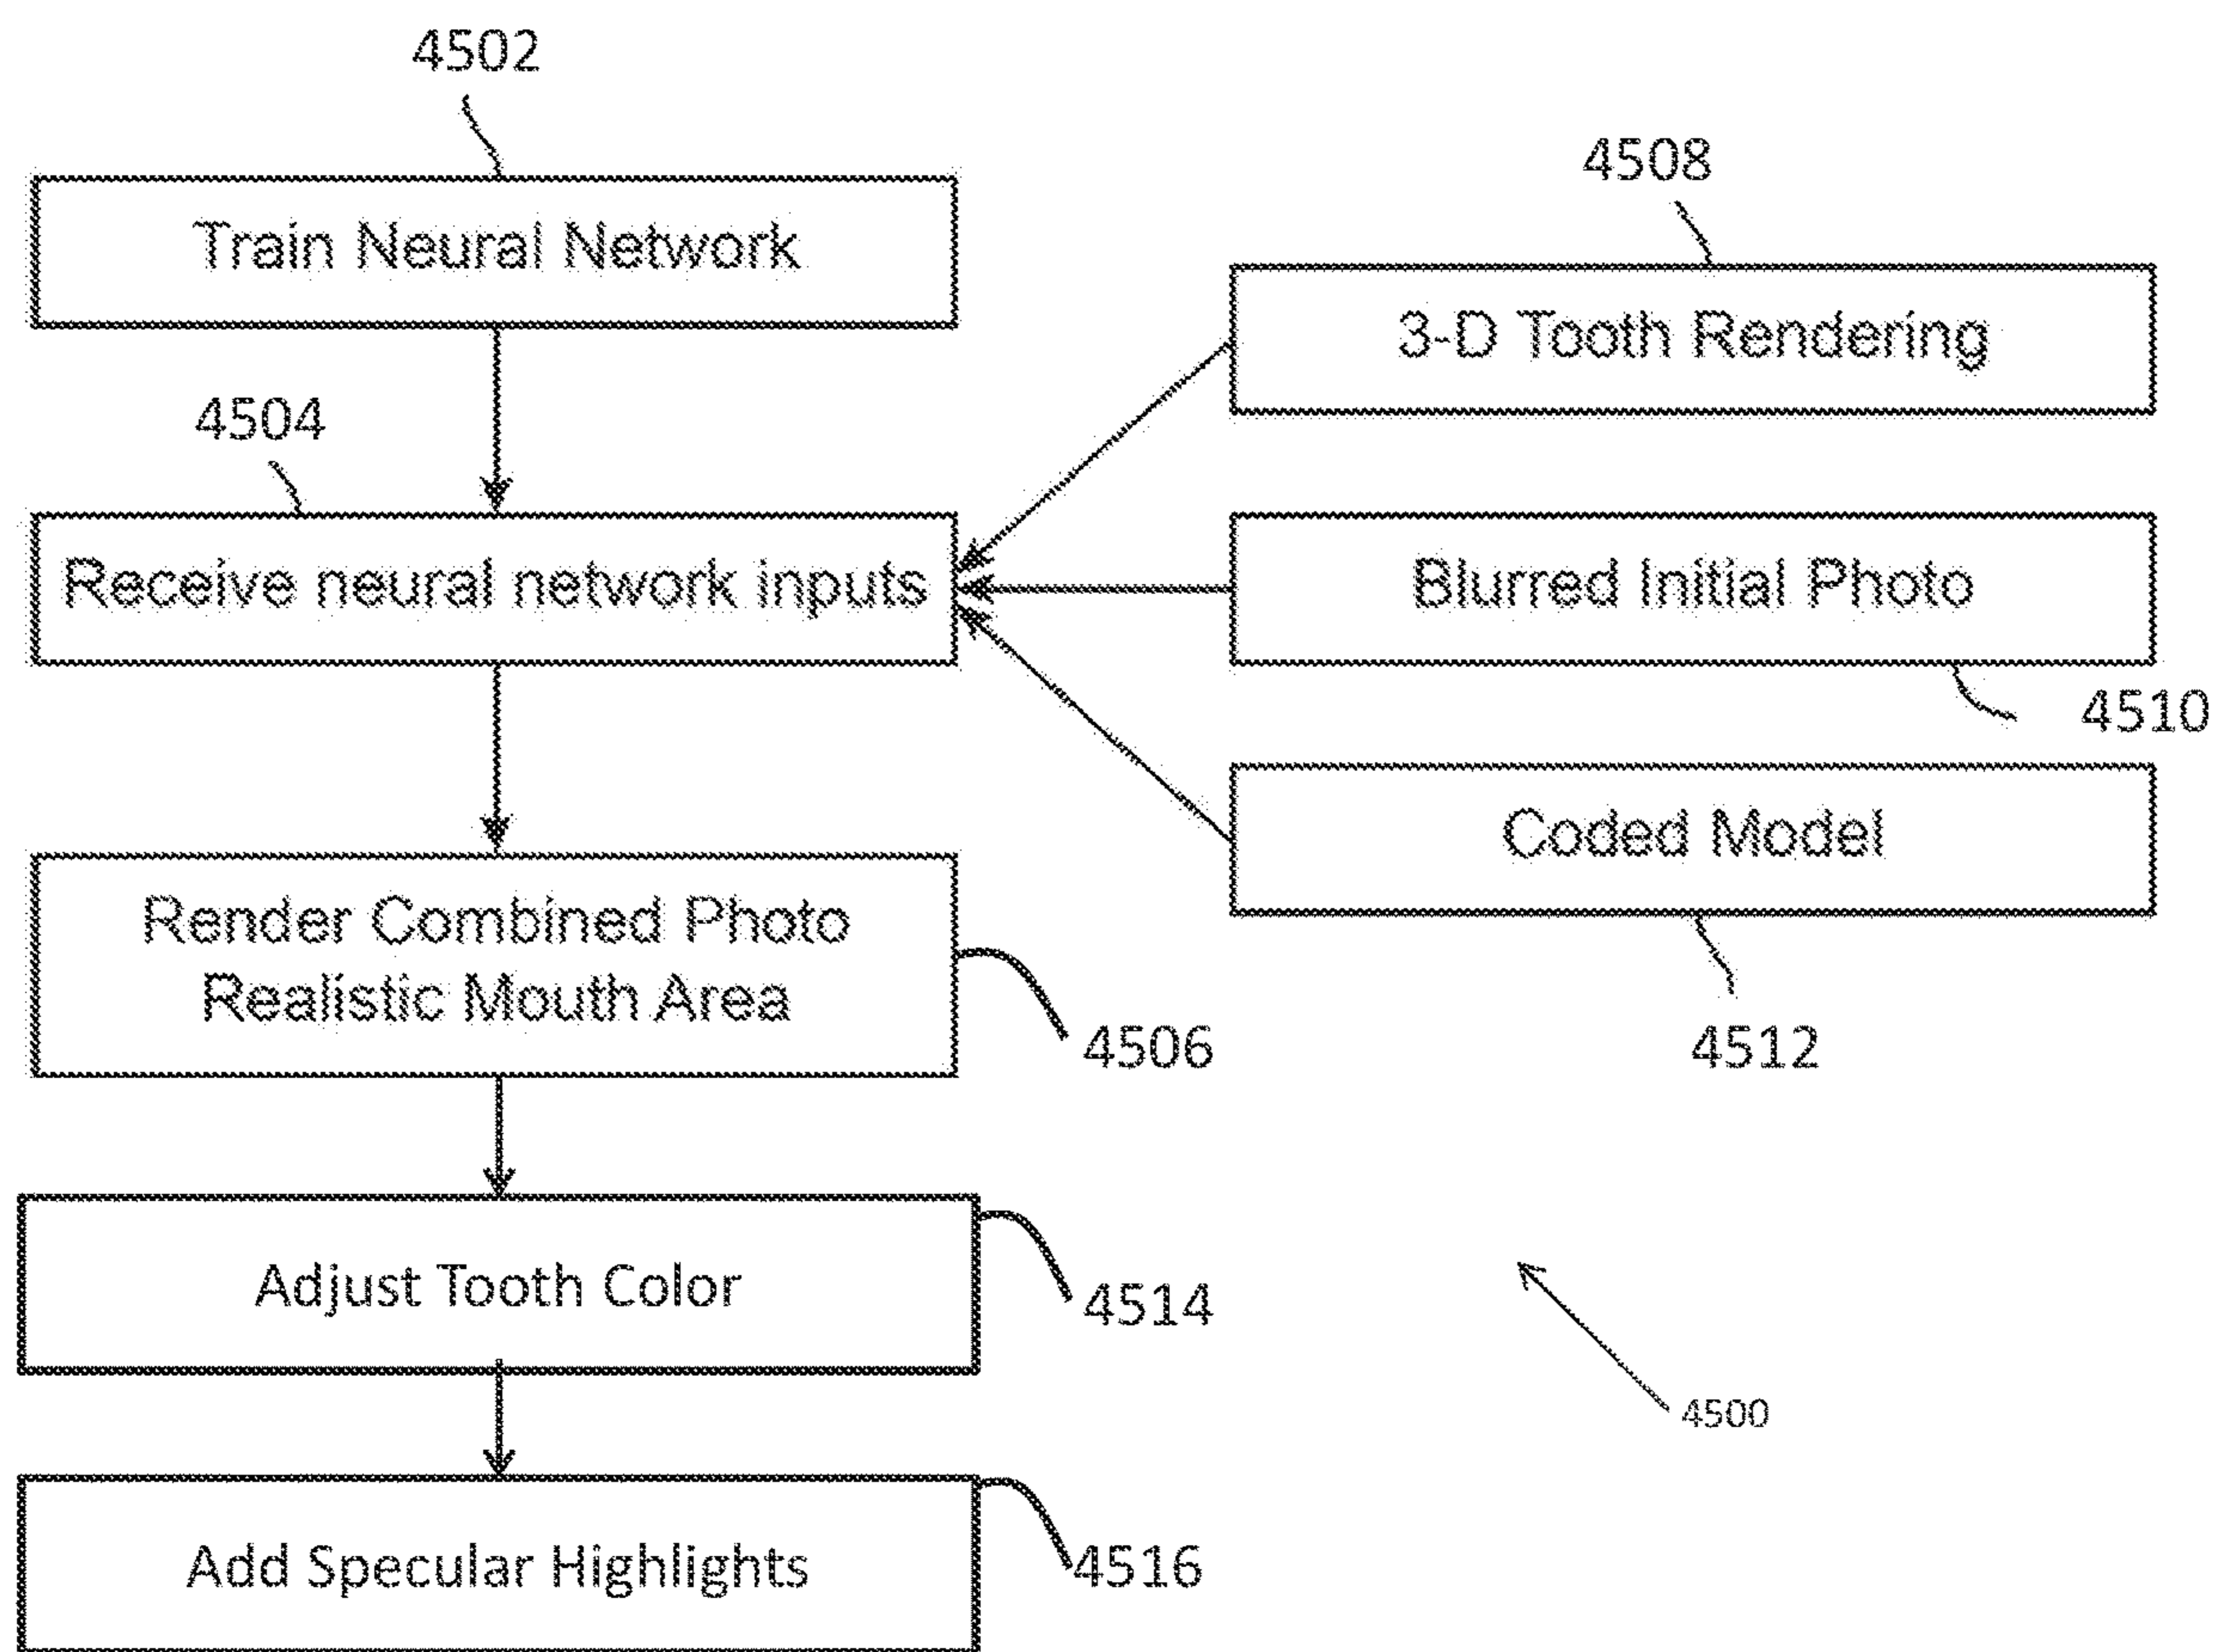 4502
Train Neural Network
4508
3-D Tooth Rendering
4504
Receive neural network inputs
Blurred Initial Photo
4510
Coded Model
4512
Render Combined Photo
Realistic Mouth Area
4506
Adjust Tooth Color
4514
4500
Add Specular Highlights
4516